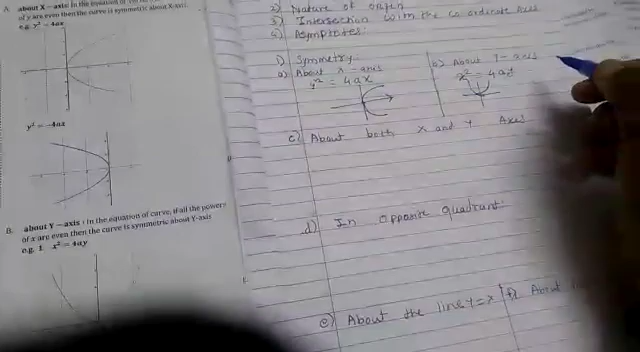 A. about X – axis: In the equation of
of y are even then the curve is symmetric about X-axis.
e.g. y² = 4ax
y² = -4ax
B. about Y – axis : In the equation of curve, if all the powers
of x are even then the curve is symmetric about Y-axis
e.g. 1. x² = 4ay
2) Nature of origin
3) Intersection with the co ordinate Axes
4) Asymptotes:
1) Symmetry:
a) About x - axis
y² = 4ax
b) About Y - axis
x² = 4ay
c) About both x and y Axes
d) In opposite quadrant:
e) About the line y = x
f) About